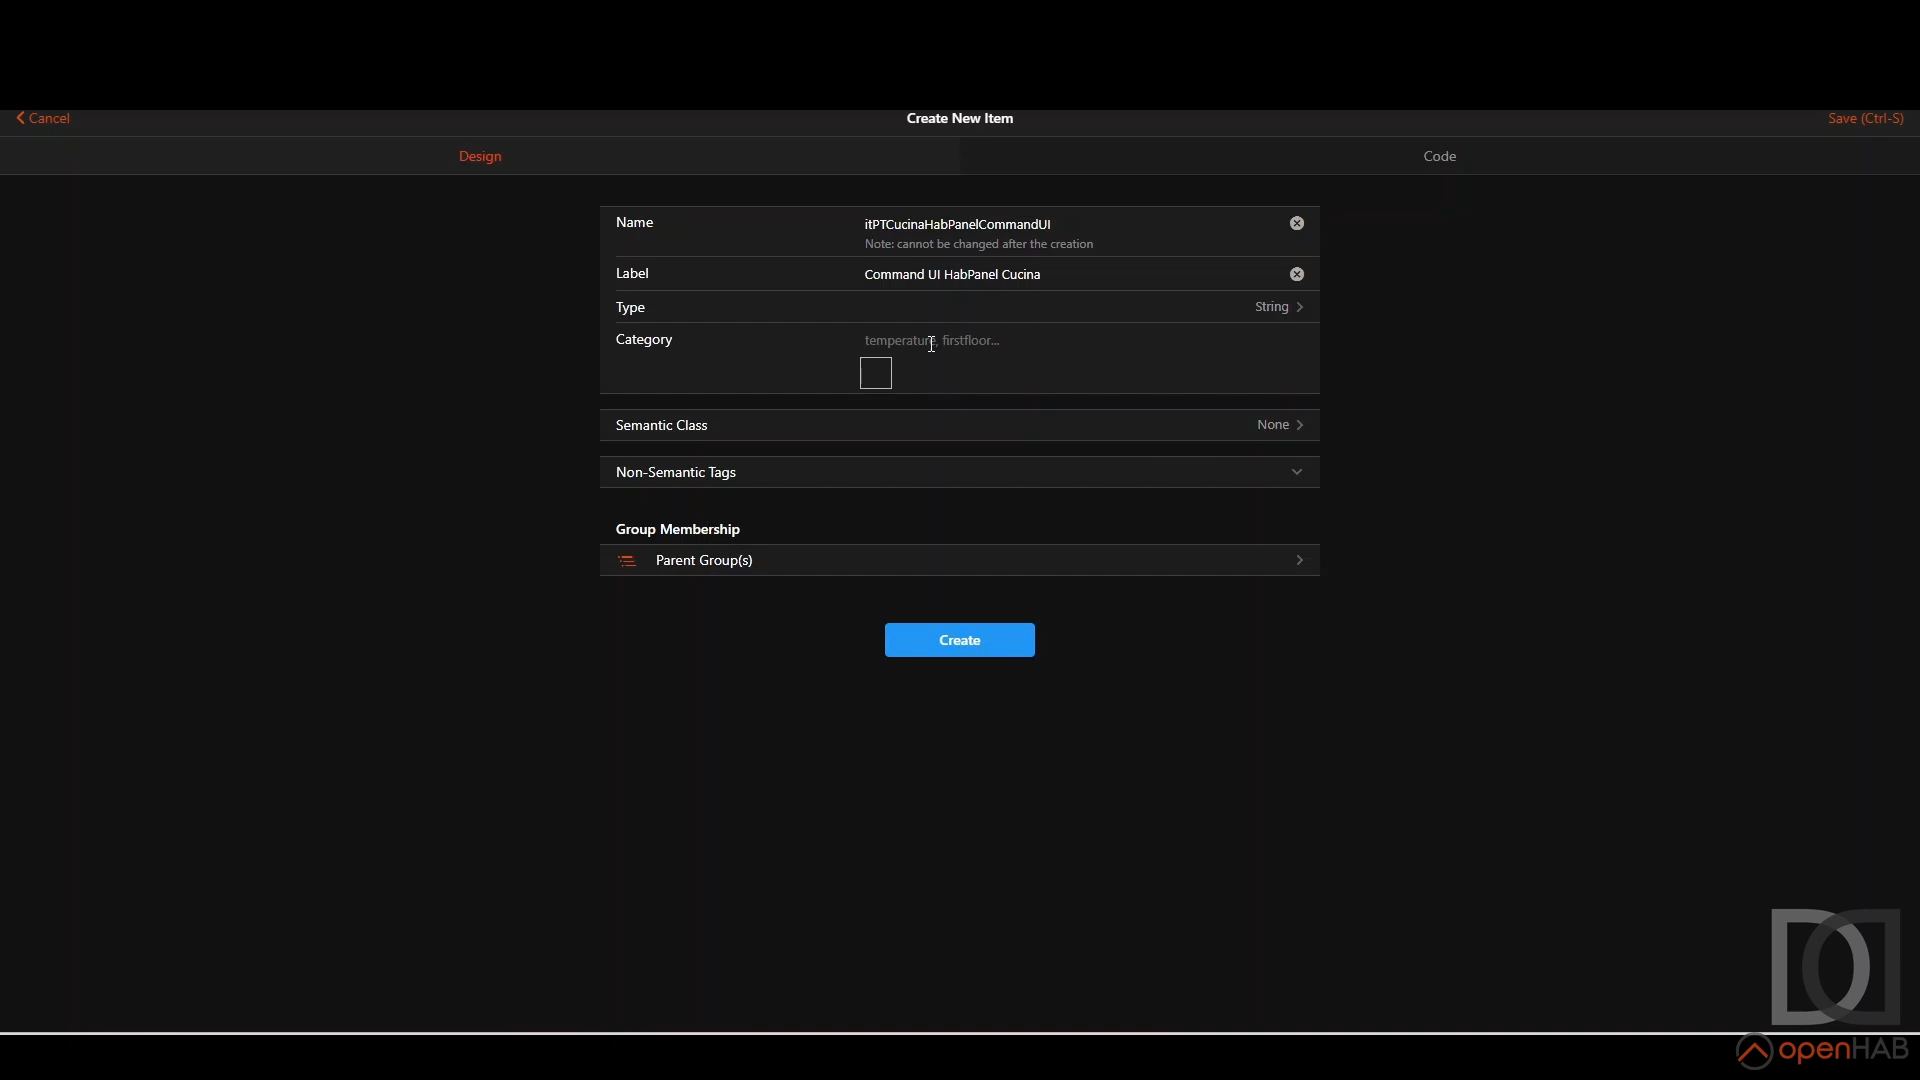 Cancel
Create New Item
Save (Ctrl-S)
Design
Code
Name
itPTCucinaHabPanelCommandUI
Note: cannot be changed after the creation
Label
Command UI HabPanel Cucina
Type
String
Category
temperature, firstfloor...
Semantic Class
None
Non-Semantic Tags
Group Membership
Parent Group(s)
Create
openHAB